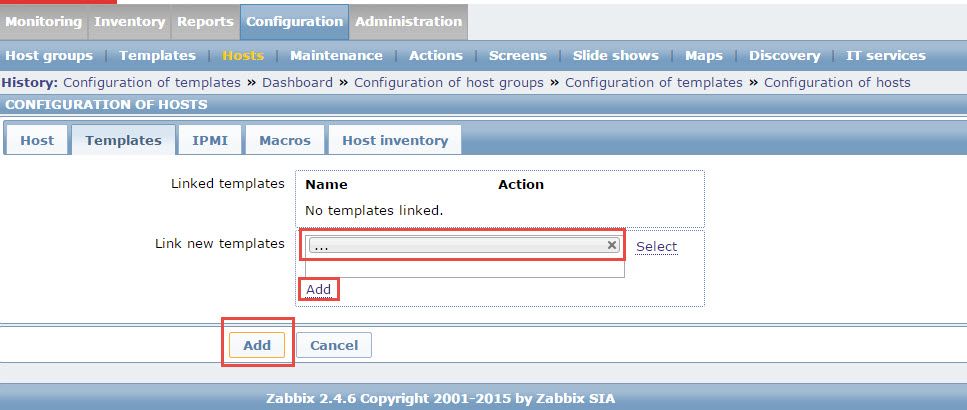 Monitoring Inventory Reports Configuration Administration
Host groups | Templates | Hosts | Maintenance | Actions | Screens | Slide shows | Maps | Discovery | IT services
History: Configuration of templates » Dashboard » Configuration of host groups » Configuration of templates » Configuration of hosts
CONFIGURATION OF HOSTS
Host Templates IPMI Macros Host inventory
Linked templates Name Action
No templates linked.
Link new templates ... Select
Add
Add Cancel
Zabbix 2.4.6 Copyright 2001-2015 by Zabbix SIA